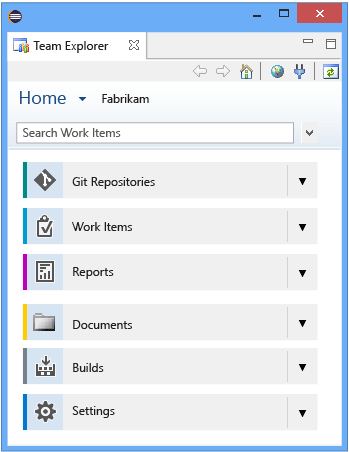 Team Explorer
Home Fabrikam
Search Work Items
Git Repositories
Work Items
Reports
Documents
Builds
Settings